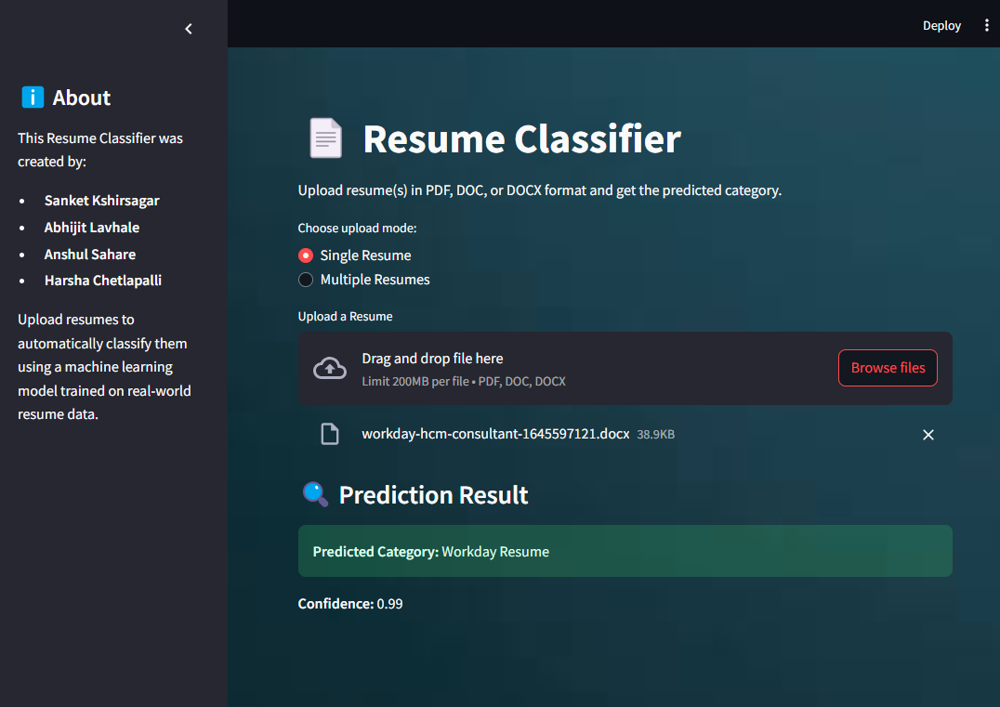 Deploy
About
This Resume Classifier was
created by:
• Sanket Kshirsagar
• Abhijit Lavhale
• Anshul Sahare
• Harsha Chetlapalli
Upload resumes to
automatically classify them
using a machine learning
model trained on real-world
resume data.
Resume Classifier
Upload resume(s) in PDF, DOC, or DOCX format and get the predicted category.
Choose upload mode:
Single Resume
Multiple Resumes
Upload a Resume
Drag and drop file here
Limit 200MB per file • PDF, DOC, DOCX
Browse files
workday-hcm-consultant-1645597121.docx 38.9KB
Prediction Result
Predicted Category: Workday Resume
Confidence: 0.99